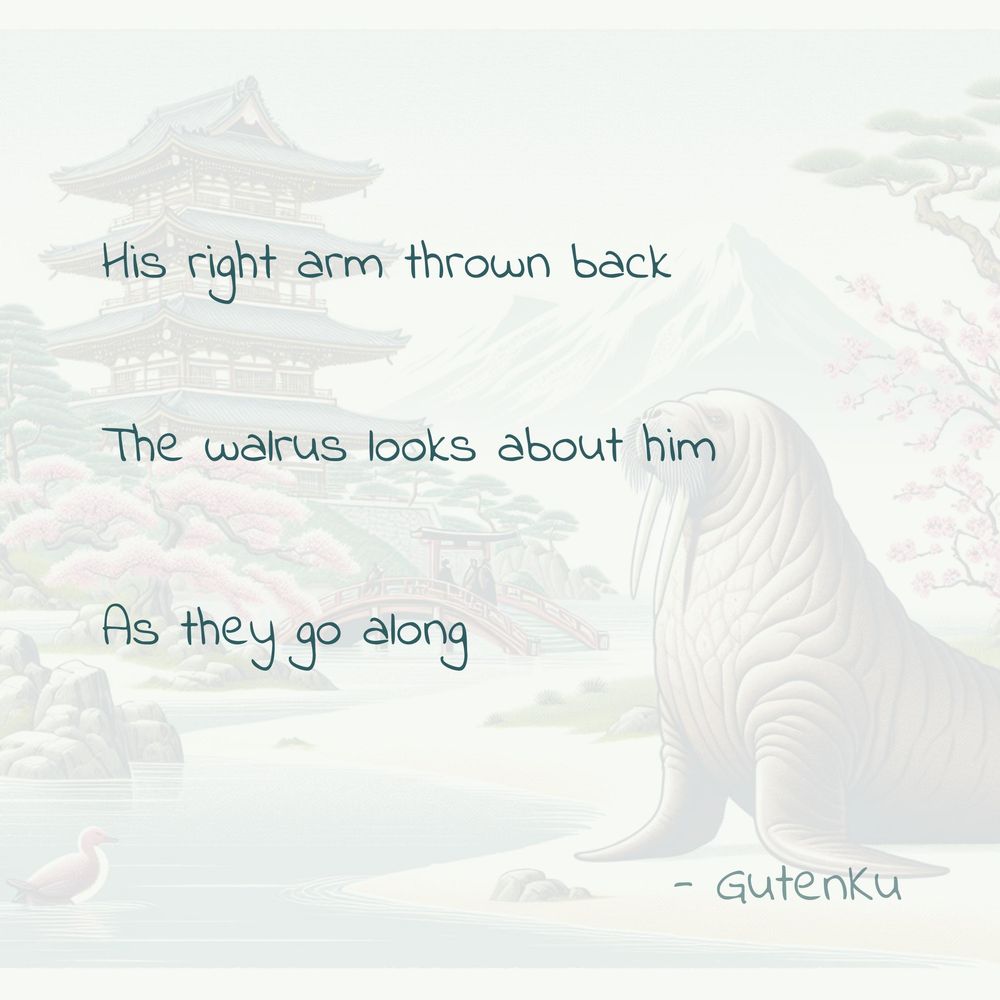 His right arm thrown back
The walrus looks about him
As they go along
- GutenKu